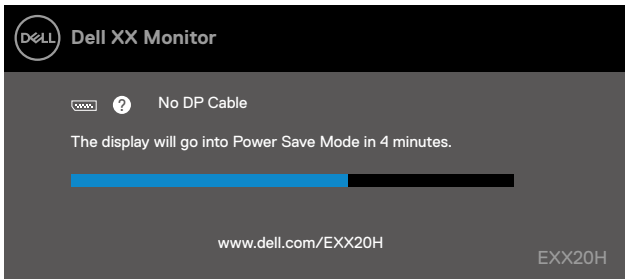 DELL Dell XX Monitor
? No DP Cable
The display will go into Power Save Mode in 4 minutes.
www.dell.com/EXX20H
EXX20H